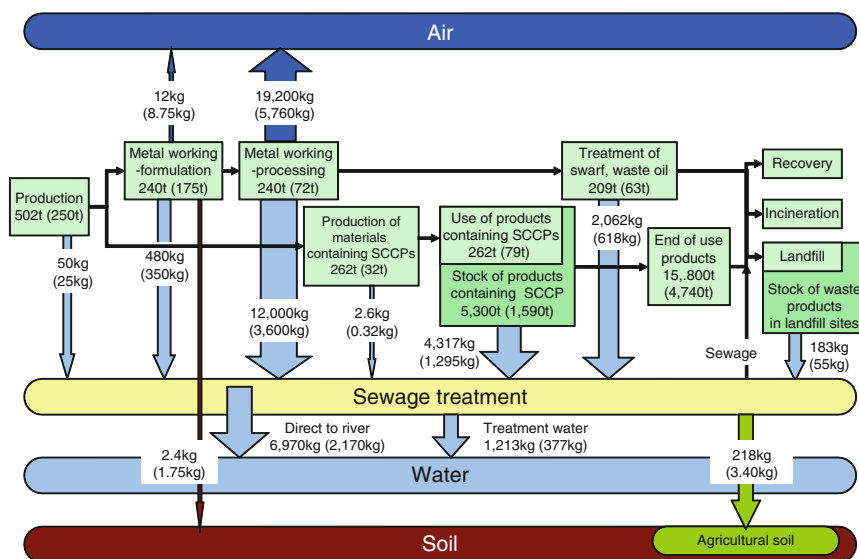 Air
12kg
(8.75kg)
19,200kg
(5,760kg)
Metal working
-formulation
240t (175t)
Metal working
-processing
240t (72t)
Treatment of
swarf, waste oil
209t (63t)
Recovery
Production
502t (250t)
Incineration
Production of
materials
containing SCCPs
262t (32t)
Use of products
containing SCCPs
262t (79t)
Stock of products
containing SCCP
5,300t (1,590t)
2,062kg
(618kg)
End of use
products
15,.800t
(4,740t)
Landfill
Stock of waste
products
in landfill sites
50kg
(25kg)
480kg
(350kg)
12,000kg
(3,600kg)
2.6kg
(0.32kg)
4,317kg
(1,295kg)
Sewage
183kg
(55kg)
Sewage treatment
Direct to river
6,970kg (2,170kg)
Treatment water
1,213kg (377kg)
2.4kg
(1.75kg)
218kg
(3.40kg)
Water
Soil
Agricultural soil